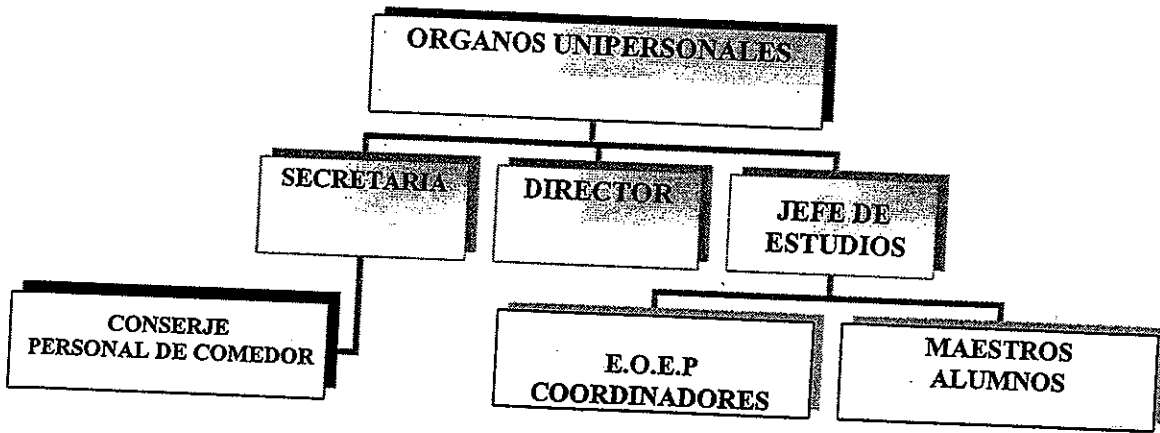 ORGANOS UNIPERSONALES
SECRETARIA
DIRECTOR
JEFE DE
ESTUDIOS
CONSERJE
PERSONAL DE COMEDOR
E.O.E.P
COORDINADORES
MAESTROS
ALUMNOS